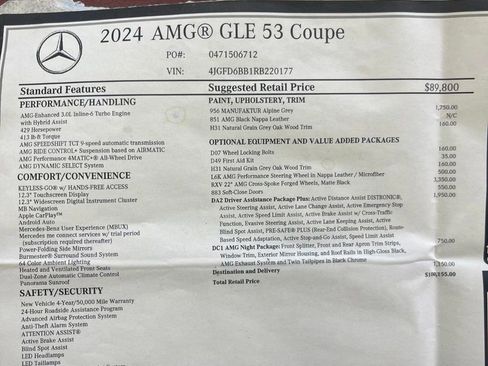 2024 AMG® GLE 53 Coupe
PO#: 0471506712
VIN: 4JGFD6BB1RB220177
Standard Features
PERFORMANCE/HANDLING
AMG-Enhanced 3.0L Inline-6 Turbo Engine
with Hybrid Assist
429 Horsepower
413 lb-ft Torque
AMG SPEEDSHIFT TCT 9-speed automatic transmission
AMG RIDE CONTROL+ Suspension based on AIRMATIC
AMG Performance 4MATIC+® All-Wheel Drive
AMG DYNAMIC SELECT System
COMFORT/CONVENIENCE
KEYLESS-GO® w/ HANDS-FREE ACCESS
12.3" Touchscreen Display
12.3" Widescreen Digital Instrument Cluster
MB Navigation
Apple CarPlay™
Android Auto
Mercedes-Benz User Experience (MBUX)
Mercedes me connect services w/ trial period
(subscription required thereafter)
Power-Folding Side Mirrors
Burmester® Surround Sound System
64 Color Ambient Lighting
Heated and Ventilated Front Seats
Dual-Zone Automatic Climate Control
Panorama Sunroof
SAFETY/SECURITY
New Vehicle 4-Year/50,000 Mile Warranty
24-Hour Roadside Assistance Program
Advanced Airbag Protection System
Anti-Theft Alarm System
ATTENTION ASSIST®
Active Brake Assist
Blind Spot Assist
LED Headlamps
LED Taillamps
Suggested Retail Price $89,800
PAINT, UPHOLSTERY, TRIM
956 MANUFAKTUR Alpine Grey 1,750.00
851 AMG Black Nappa Leather N/C
H31 Natural Grain Grey Oak Wood Trim 160.00
OPTIONAL EQUIPMENT AND VALUE ADDED PACKAGES
D07 Wheel Locking Bolts 160.00
D49 First Aid Kit 35.00
H31 Natural Grain Grey Oak Wood Trim 160.00
L6K AMG Performance Steering Wheel in Nappa Leather / Microfiber 500.00
RXV 22" AMG Cross-Spoke Forged Wheels, Matte Black 1,350.00
883 Soft-Close Doors 550.00
DA2 Driver Assistance Package Plus: Active Distance Assist DISTRONIC®, 1,950.00
Active Steering Assist, Active Lane Change Assist, Active Emergency Stop
Assist, Active Speed Limit Assist, Active Brake Assist w/ Cross-Traffic
Function, Evasive Steering Assist, Active Lane Keeping Assist, Active
Blind Spot Assist, PRE-SAFE® PLUS (Rear-End Collision Protection), Route-
Based Speed Adaptation, Active Stop-and-Go Assist, Speed Limit Assist
DC1 AMG Night Package: Front Splitter, Front and Rear Apron Trim Strips, 750.00
Window Trim, Exterior Mirror Housing, and Roof Rails in High-Gloss Black,
AMG Exhaust System and Twin Tailpipes in Black Chrome
Destination and Delivery 1,150.00
Total Retail Price